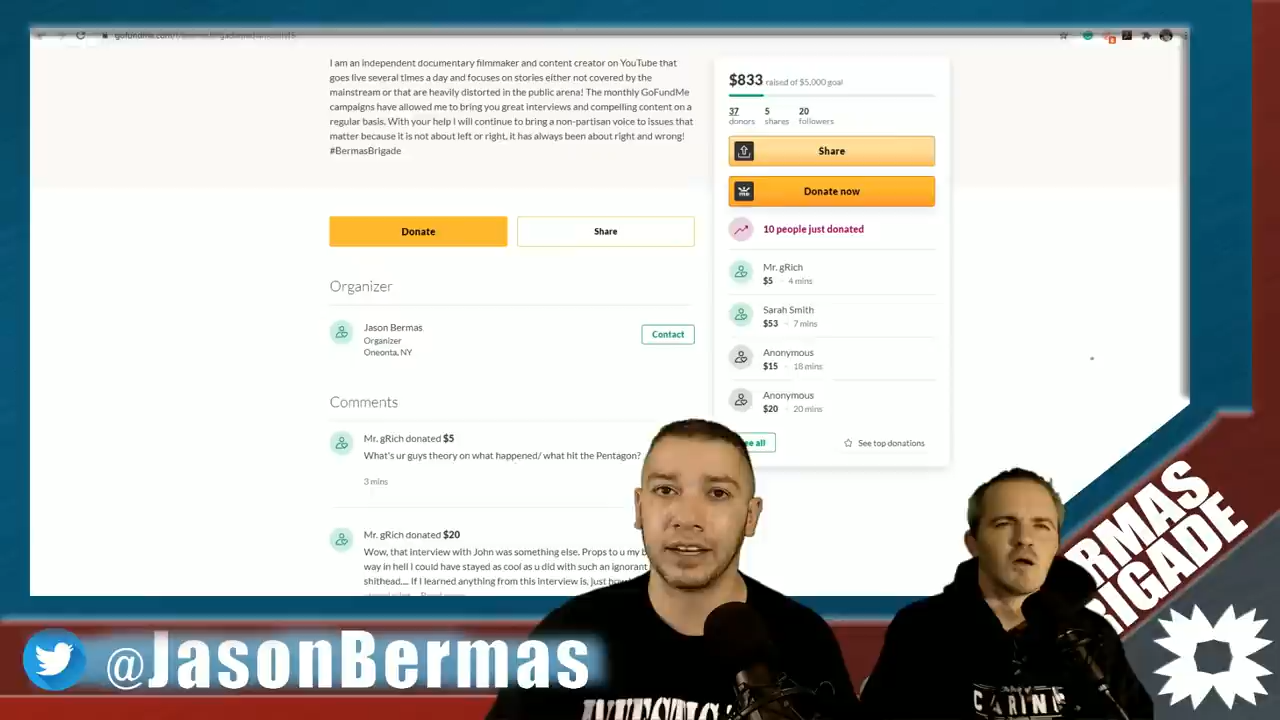 I am an independent documentary filmmaker and content creator on YouTube that
goes live several times a day and focuses on stories either not covered by the
mainstream or that are heavily distorted in the public arena! The monthly GoFundMe
campaigns have allowed me to bring you great interviews and compelling content on a
regular basis. With your help I will continue to bring a non-partisan voice to issues that
matter because it is not about left or right, it has always been about right and wrong!
#BermasBrigade
Donate
Share
Organizer
Jason Bermas
Organizer
Oneonta, NY
Contact
Comments
Mr. gRich donated $5
What's ur guys theory on what happened/ what hit the Pentagon?
3 mins
Mr. gRich donated $20
Wow, that interview with John was something else. Props to u my
way in hell I could have stayed as cool as u did with such an ignorant
shithead.... If I learned anything from this interview is, just
$833 raised of $5,000 goal
37 5 20
donors shares followers
Share
Donate now
10 people just donated
Mr. gRich
$5 · 4 mins
Sarah Smith
$53 · 7 mins
Anonymous
$15 · 18 mins
Anonymous
$20 · 20 mins
all
See top donations
RMAS
RIGADE
@JasonBermas